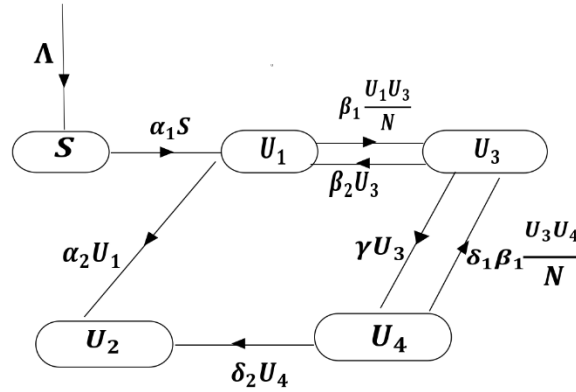 Λ
α₁S
S
U₁
β₁ U₁U₃/N
β₂U₃
U₃
α₂U₁
γU₃
δ₁β₁ U₃U₄/N
U₂
δ₂U₄
U₄